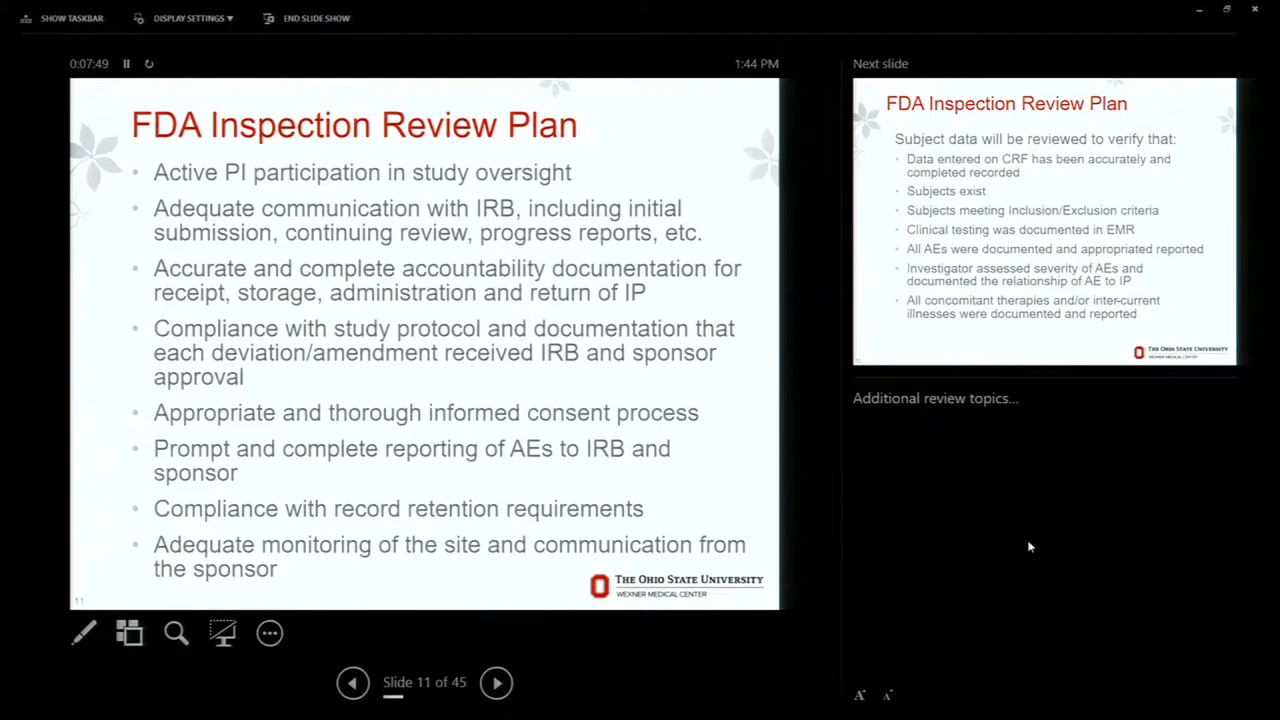 SHOW TASKBAR
DISPLAY SETTINGS
END SLIDE SHOW
0:07:49
1:44 PM
FDA Inspection Review Plan
• Active PI participation in study oversight
• Adequate communication with IRB, including initial
submission, continuing review, progress reports, etc.
• Accurate and complete accountability documentation for
receipt, storage, administration and return of IP
• Compliance with study protocol and documentation that
each deviation/amendment received IRB and sponsor
approval
• Appropriate and thorough informed consent process
• Prompt and complete reporting of AEs to IRB and
sponsor
• Compliance with record retention requirements
• Adequate monitoring of the site and communication from
the sponsor
THE OHIO STATE UNIVERSITY
WEXNER MEDICAL CENTER
11
Slide 11 of 45
Next slide
FDA Inspection Review Plan
Subject data will be reviewed to verify that:
• Data entered on CRF has been accurately and
completed recorded
• Subjects exist
• Subjects meeting Inclusion/Exclusion criteria
• Clinical testing was documented in EMR
• All AEs were documented and appropriated reported
• Investigator assessed severity of AEs and
documented the relationship of AE to IP
• All concomitant therapies and/or inter-current
illnesses were documented and reported
12
THE OHIO STATE UNIVERSITY
WEXNER MEDICAL CENTER
Additional review topics...
A A